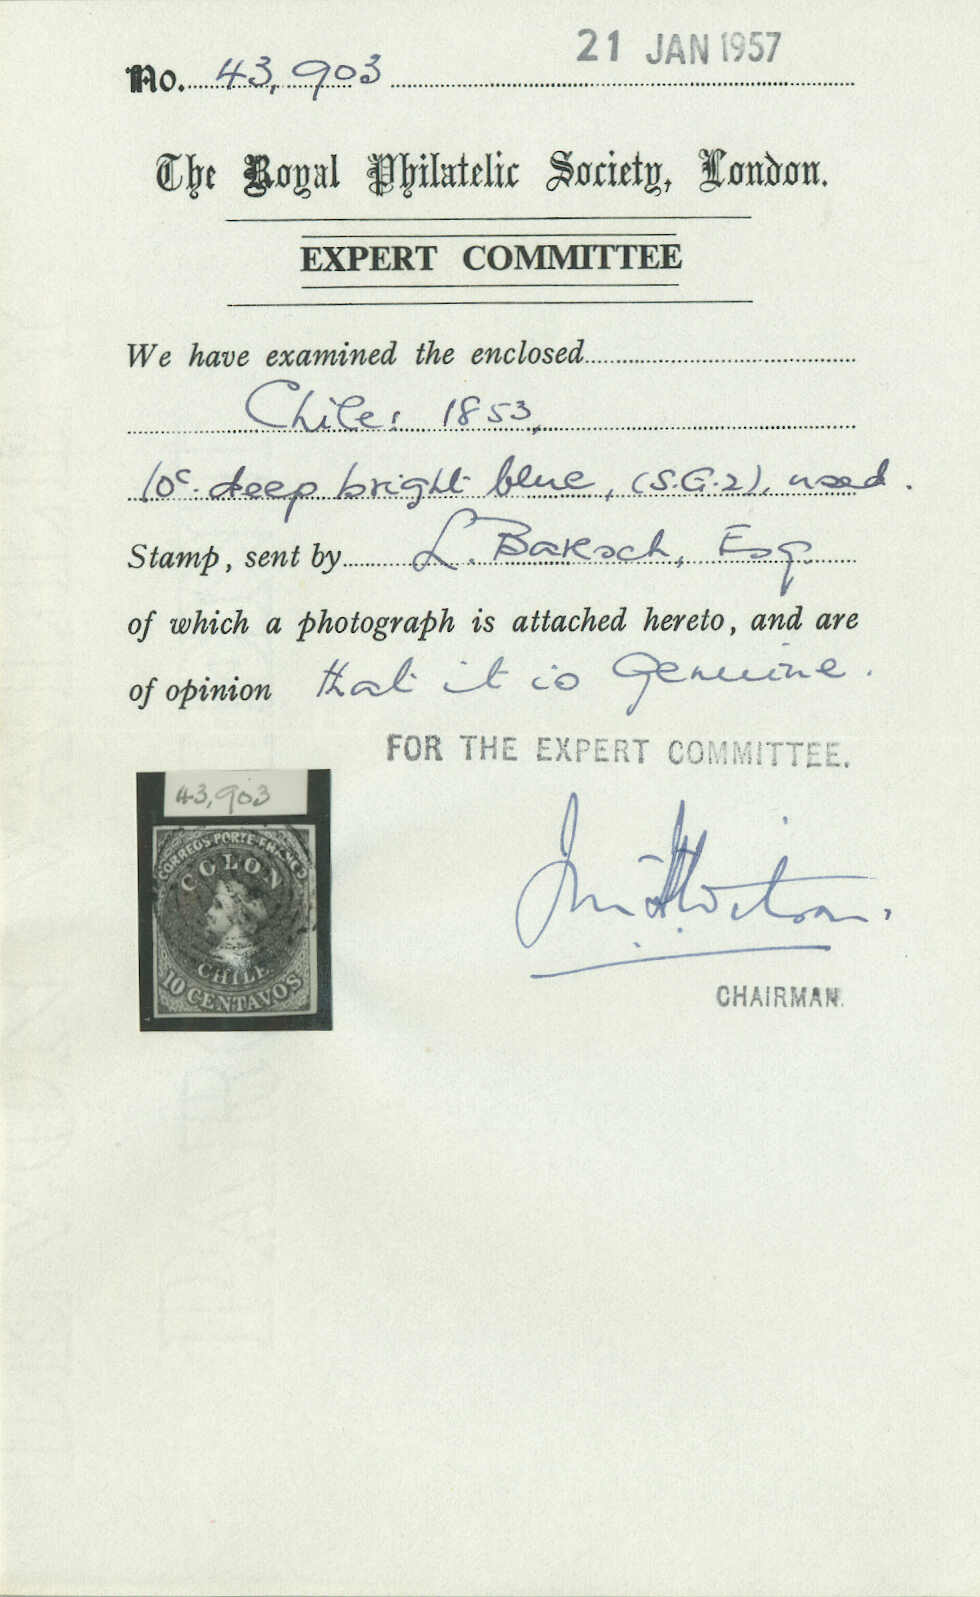 21 JAN 1957
No. 43,903
The Royal Philatelic Society, London.
EXPERT COMMITTEE
We have examined the enclosed
Chile: 1853,
10c. deep bright blue, (S.G.2), used.
Stamp, sent by L. Baresch, Esq.
of which a photograph is attached hereto, and are
of opinion that it is Genuine.
FOR THE EXPERT COMMITTEE.
43,903
CORREOS PORTE FRANCO
COLON
CHILE
10 CENTAVOS
Wilson.
CHAIRMAN.